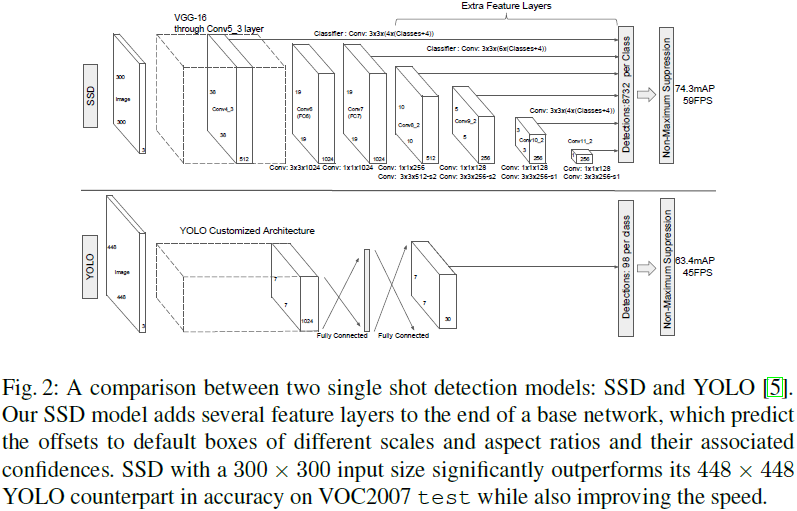 Extra Feature Layers
VGG-16
through Conv5_3 layer
Classifier : Conv: 3x3x(4x(Classes+4))
Classifier : Conv: 3x3x(6x(Classes+4))
SSD
300
Image
300
3
38
Conv4_3
38
512
19
Conv6
(FC6)
19
1024
19
Conv7
(FC7)
19
1024
10
Conv8_2
10
512
5
Conv9_2
5
256
Conv: 3x3x(4x(Classes+4))
3
Conv10_2
3
256
Conv11_2
1
256
Detections:8732 per Class
Non-Maximum Suppression
74.3mAP
59FPS
Conv: 3x3x1024 Conv: 1x1x1024 Conv: 1x1x256 Conv: 1x1x128 Conv: 1x1x128 Conv: 1x1x128
Conv: 3x3x512-s2 Conv: 3x3x256-s2 Conv: 3x3x256-s1 Conv: 3x3x256-s1
YOLO
448
Image
448
3
YOLO Customized Architecture
7
7
1024
Fully Connected
Fully Connected
7
7
30
Detections: 98 per class
Non-Maximum Suppression
63.4mAP
45FPS
Fig. 2: A comparison between two single shot detection models: SSD and YOLO [5].
Our SSD model adds several feature layers to the end of a base network, which predict
the offsets to default boxes of different scales and aspect ratios and their associated
confidences. SSD with a 300 × 300 input size significantly outperforms its 448 × 448
YOLO counterpart in accuracy on VOC2007 test while also improving the speed.